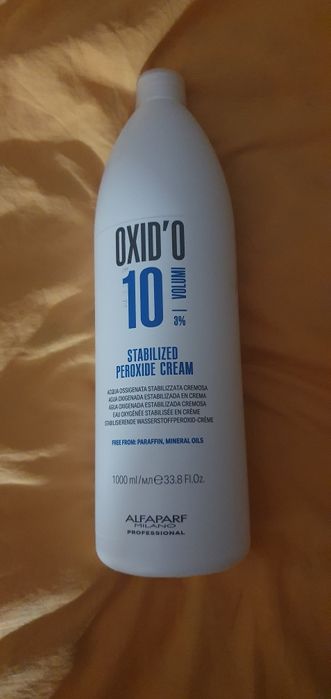 OXID'O
10 VOLUMI
3%
STABILIZED
PEROXIDE CREAM
ACQUA OSSIGENATA STABILIZZATA CREMOSA
AGUA OXIGENADA ESTABILIZADA EN CREMA
ÁGUA OXIGENADA ESTABILIZADA CREMOSA
EAU OXYGÉNÉE STABILISÉE EN CRÈME
STABILISIERENDE WASSERSTOFFPEROXID-CRÈME
FREE FROM: PARAFFIN, MINERAL OILS
1000 ml/мл℮33.8 Fl.Oz.
ALFAPARF
MILANO
PROFESSIONAL